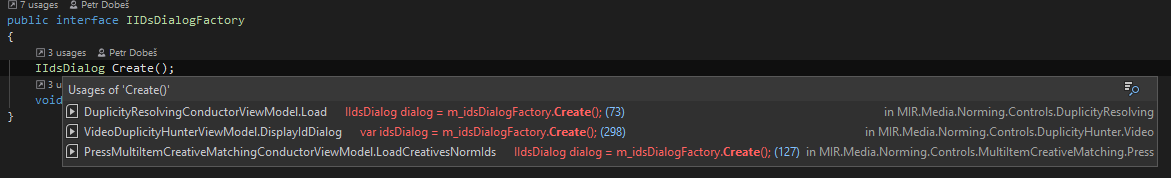 7 usages Petr Dobeš
public interface IIDsDialogFactory
{
3 usages Petr Dobeš
IIdsDialog Create();
3 u
Usages of 'Create()'
void
DuplicityResolvingConductorViewModel.Load IIdsDialog dialog = m_idsDialogFactory.Create(); (73) in MIR.Media.Norming.Controls.DuplicityResolving
VideoDuplicityHunterViewModel.DisplayIdDialog var idsDialog = m_idsDialogFactory.Create(); (298) in MIR.Media.Norming.Controls.DuplicityHunter.Video
PressMultiItemCreativeMatchingConductorViewModel.LoadCreativesNormIds IIdsDialog dialog = m_idsDialogFactory.Create(); (127) in MIR.Media.Norming.Controls.MultiItemCreativeMatching.Press
}